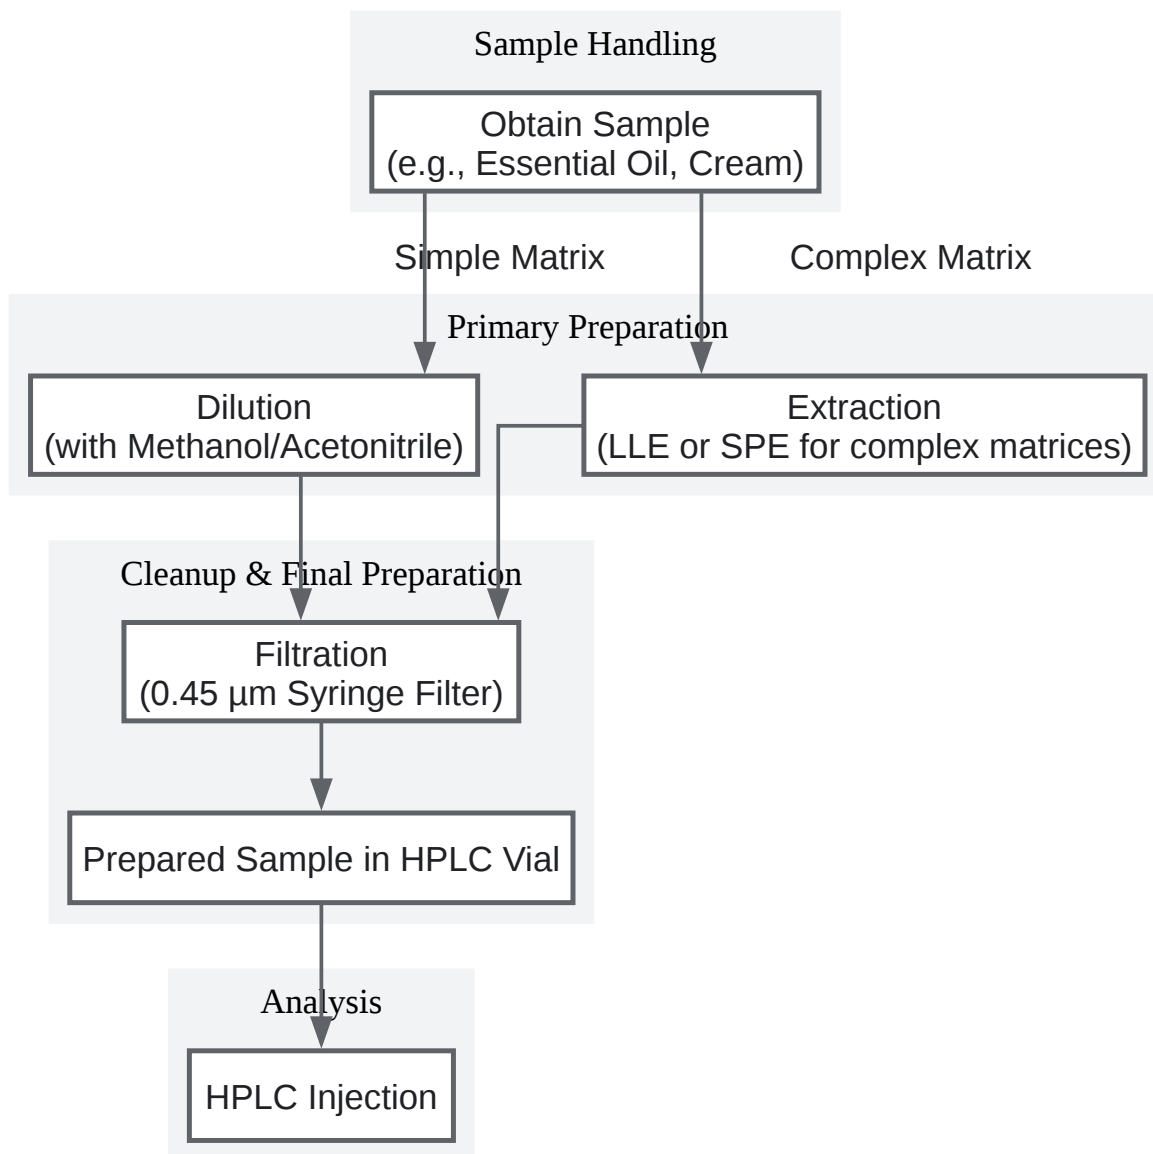 Sample Handling
Obtain Sample
(e.g., Essential Oil, Cream)
Simple Matrix
Complex Matrix
Primary Preparation
Dilution
(with Methanol/Acetonitrile)
Extraction
(LLE or SPE for complex matrices)
Cleanup & Final Preparation
Filtration
(0.45 µm Syringe Filter)
Prepared Sample in HPLC Vial
Analysis
HPLC Injection